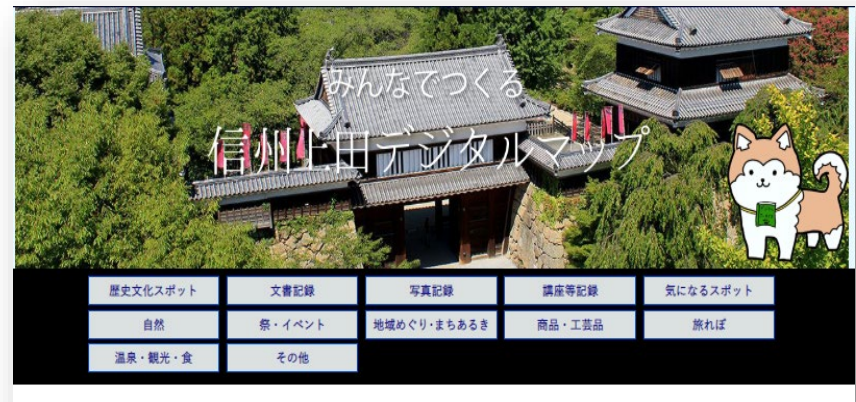 みんなでつくる
信州上田デジタルマップ
歴史文化スポット 文書記録 写真記録 講座等記録 気になるスポット
自然 祭・イベント 地域めぐり・まちあるき 商品・工芸品 旅れぽ
温泉・観光・食 その他